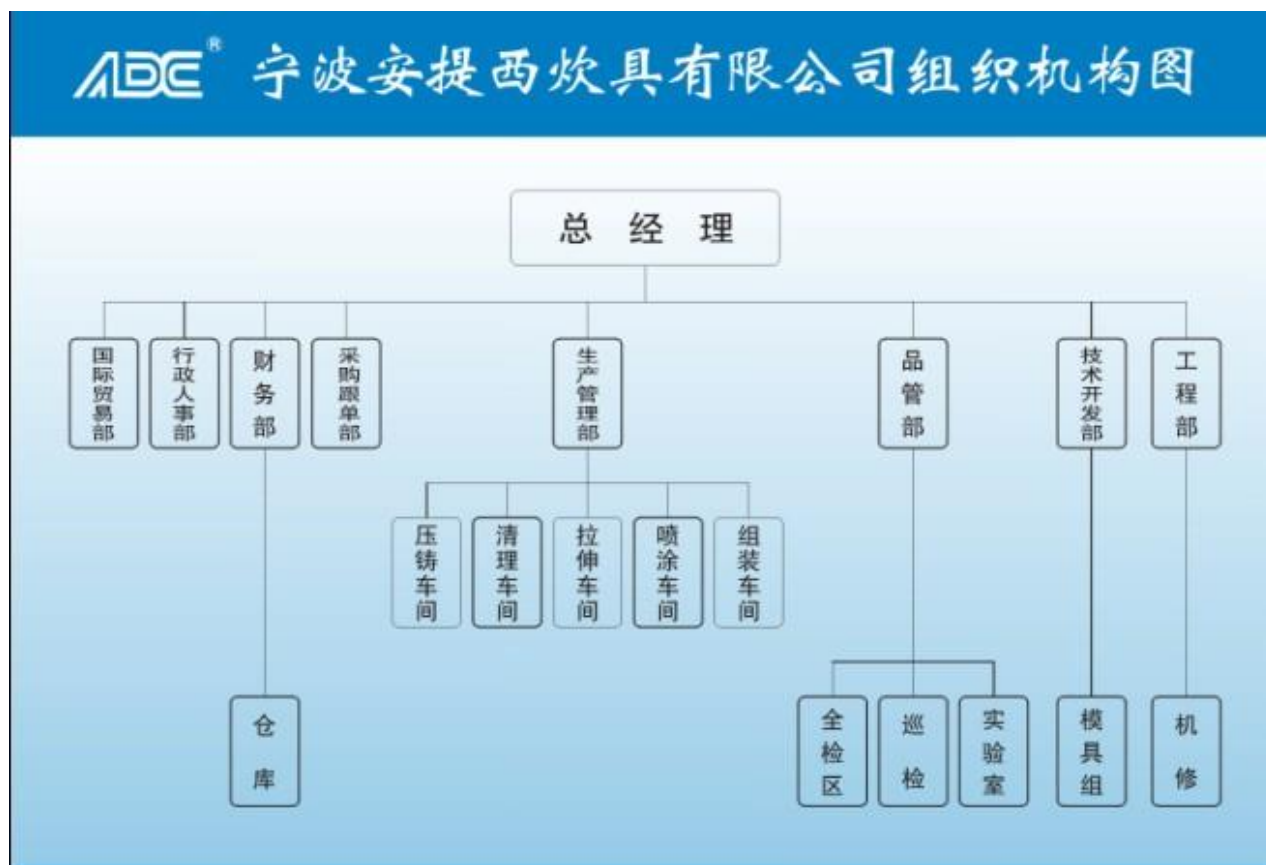 ADC® 宁波安提西炊具有限公司组织机构图
总 经 理
国际贸易部
行政人事部
财务部
采购跟单部
生产管理部
品管部
技术开发部
工程部
压铸车间
清理车间
拉伸车间
喷涂车间
组装车间
仓库
全检区
巡检
实验室
模具组
机修